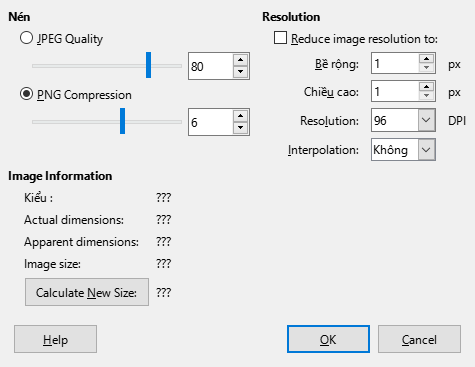 Nén
JPEG Quality
80
PNG Compression
6
Resolution
Reduce image resolution to:
Bề rộng: 1 px
Chiều cao: 1 px
Resolution: 96 DPI
Interpolation: Không
Image Information
Kiểu : ???
Actual dimensions: ???
Apparent dimensions: ???
Image size: ???
Calculate New Size: ???
Help
OK
Cancel